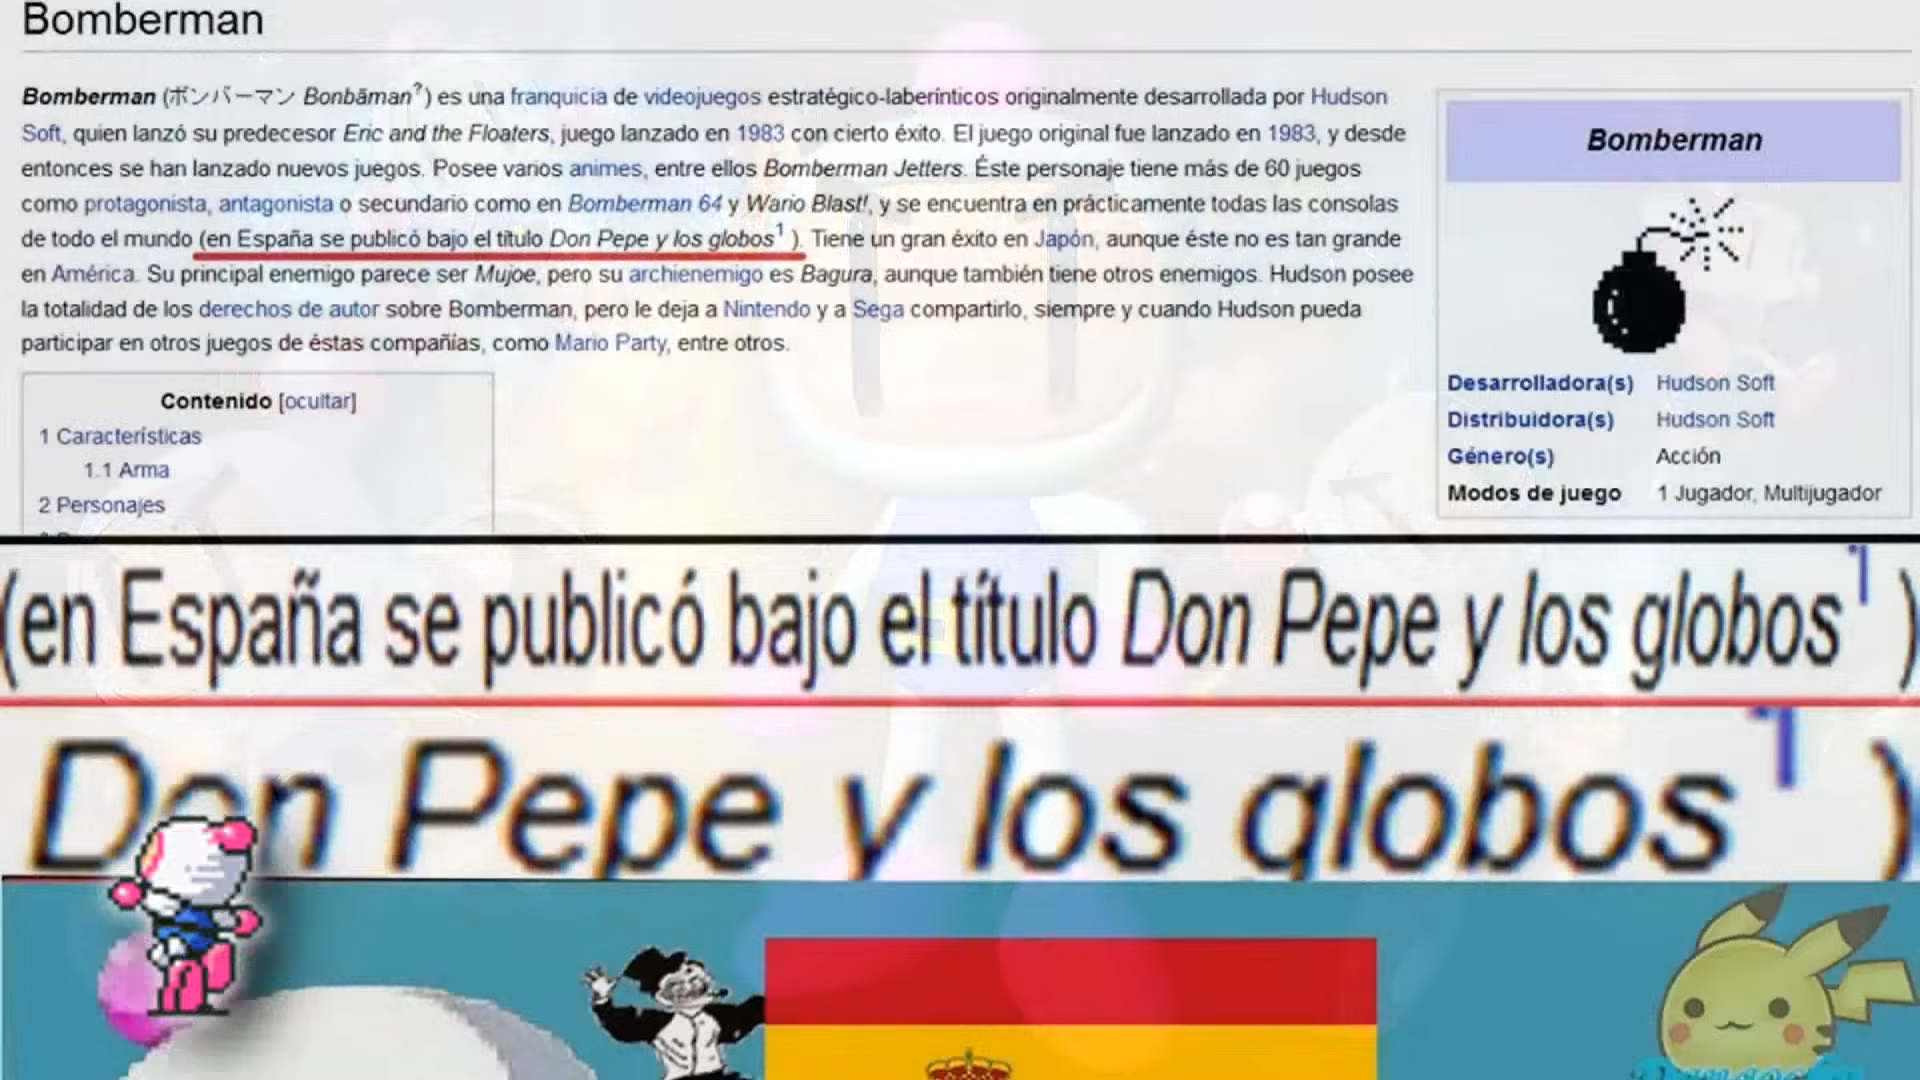 Bomberman
Bomberman (ボンバーマン Bonbāman?) es una franquicia de videojuegos estratégico-laberínticos originalmente desarrollada por Hudson
Soft, quien lanzó su predecesor Eric and the Floaters, juego lanzado en 1983 con cierto éxito. El juego original fue lanzado en 1983, y desde
entonces se han lanzado nuevos juegos. Posee varios animes, entre ellos Bomberman Jetters. Éste personaje tiene más de 60 juegos
como protagonista, antagonista o secundario como en Bomberman 64 y Wario Blast!, y se encuentra en prácticamente todas las consolas
de todo el mundo (en España se publicó bajo el título Don Pepe y los globos1 ). Tiene un gran éxito en Japón, aunque éste no es tan grande
en América. Su principal enemigo parece ser Mujoe, pero su archienemigo es Bagura, aunque también tiene otros enemigos. Hudson posee
la totalidad de los derechos de autor sobre Bomberman, pero le deja a Nintendo y a Sega compartirlo, siempre y cuando Hudson pueda
participar en otros juegos de éstas compañías, como Mario Party, entre otros.
Contenido [ocultar]
1 Características
1.1 Arma
2 Personajes
Bomberman
Desarrolladora(s) Hudson Soft
Distribuidora(s) Hudson Soft
Género(s) Acción
Modos de juego 1 Jugador, Multijugador
(en España se publicó bajo el título Don Pepe y los globos1 )
Don Pepe y los globos1 )